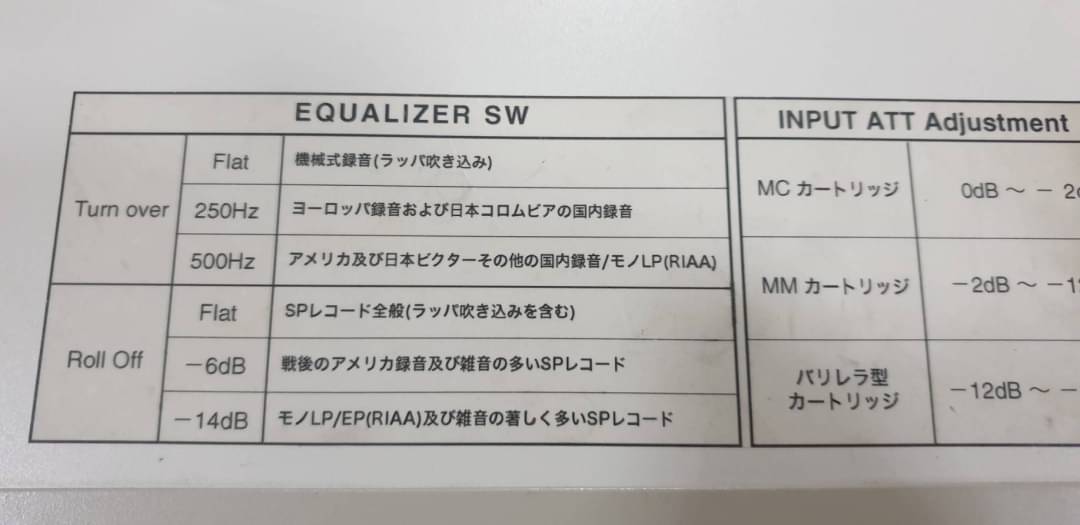 EQUALIZER SW
Turn over
Flat
機械式録音(ラッパ吹き込み)
250Hz
ヨーロッパ録音および日本コロムビアの国内録音
500Hz
アメリカ及び日本ビクターその他の国内録音/モノLP(RIAA)
Roll Off
Flat
SPレコード全般(ラッパ吹き込みを含む)
−6dB
戦後のアメリカ録音及び雑音の多いSPレコード
−14dB
モノLP/EP(RIAA)及び雑音の著しく多いSPレコード
INPUT ATT Adjustment
MC カートリッジ
0dB 〜 −
MM カートリッジ
−2dB 〜
バリレラ型
カートリッジ
−12dB 〜 −